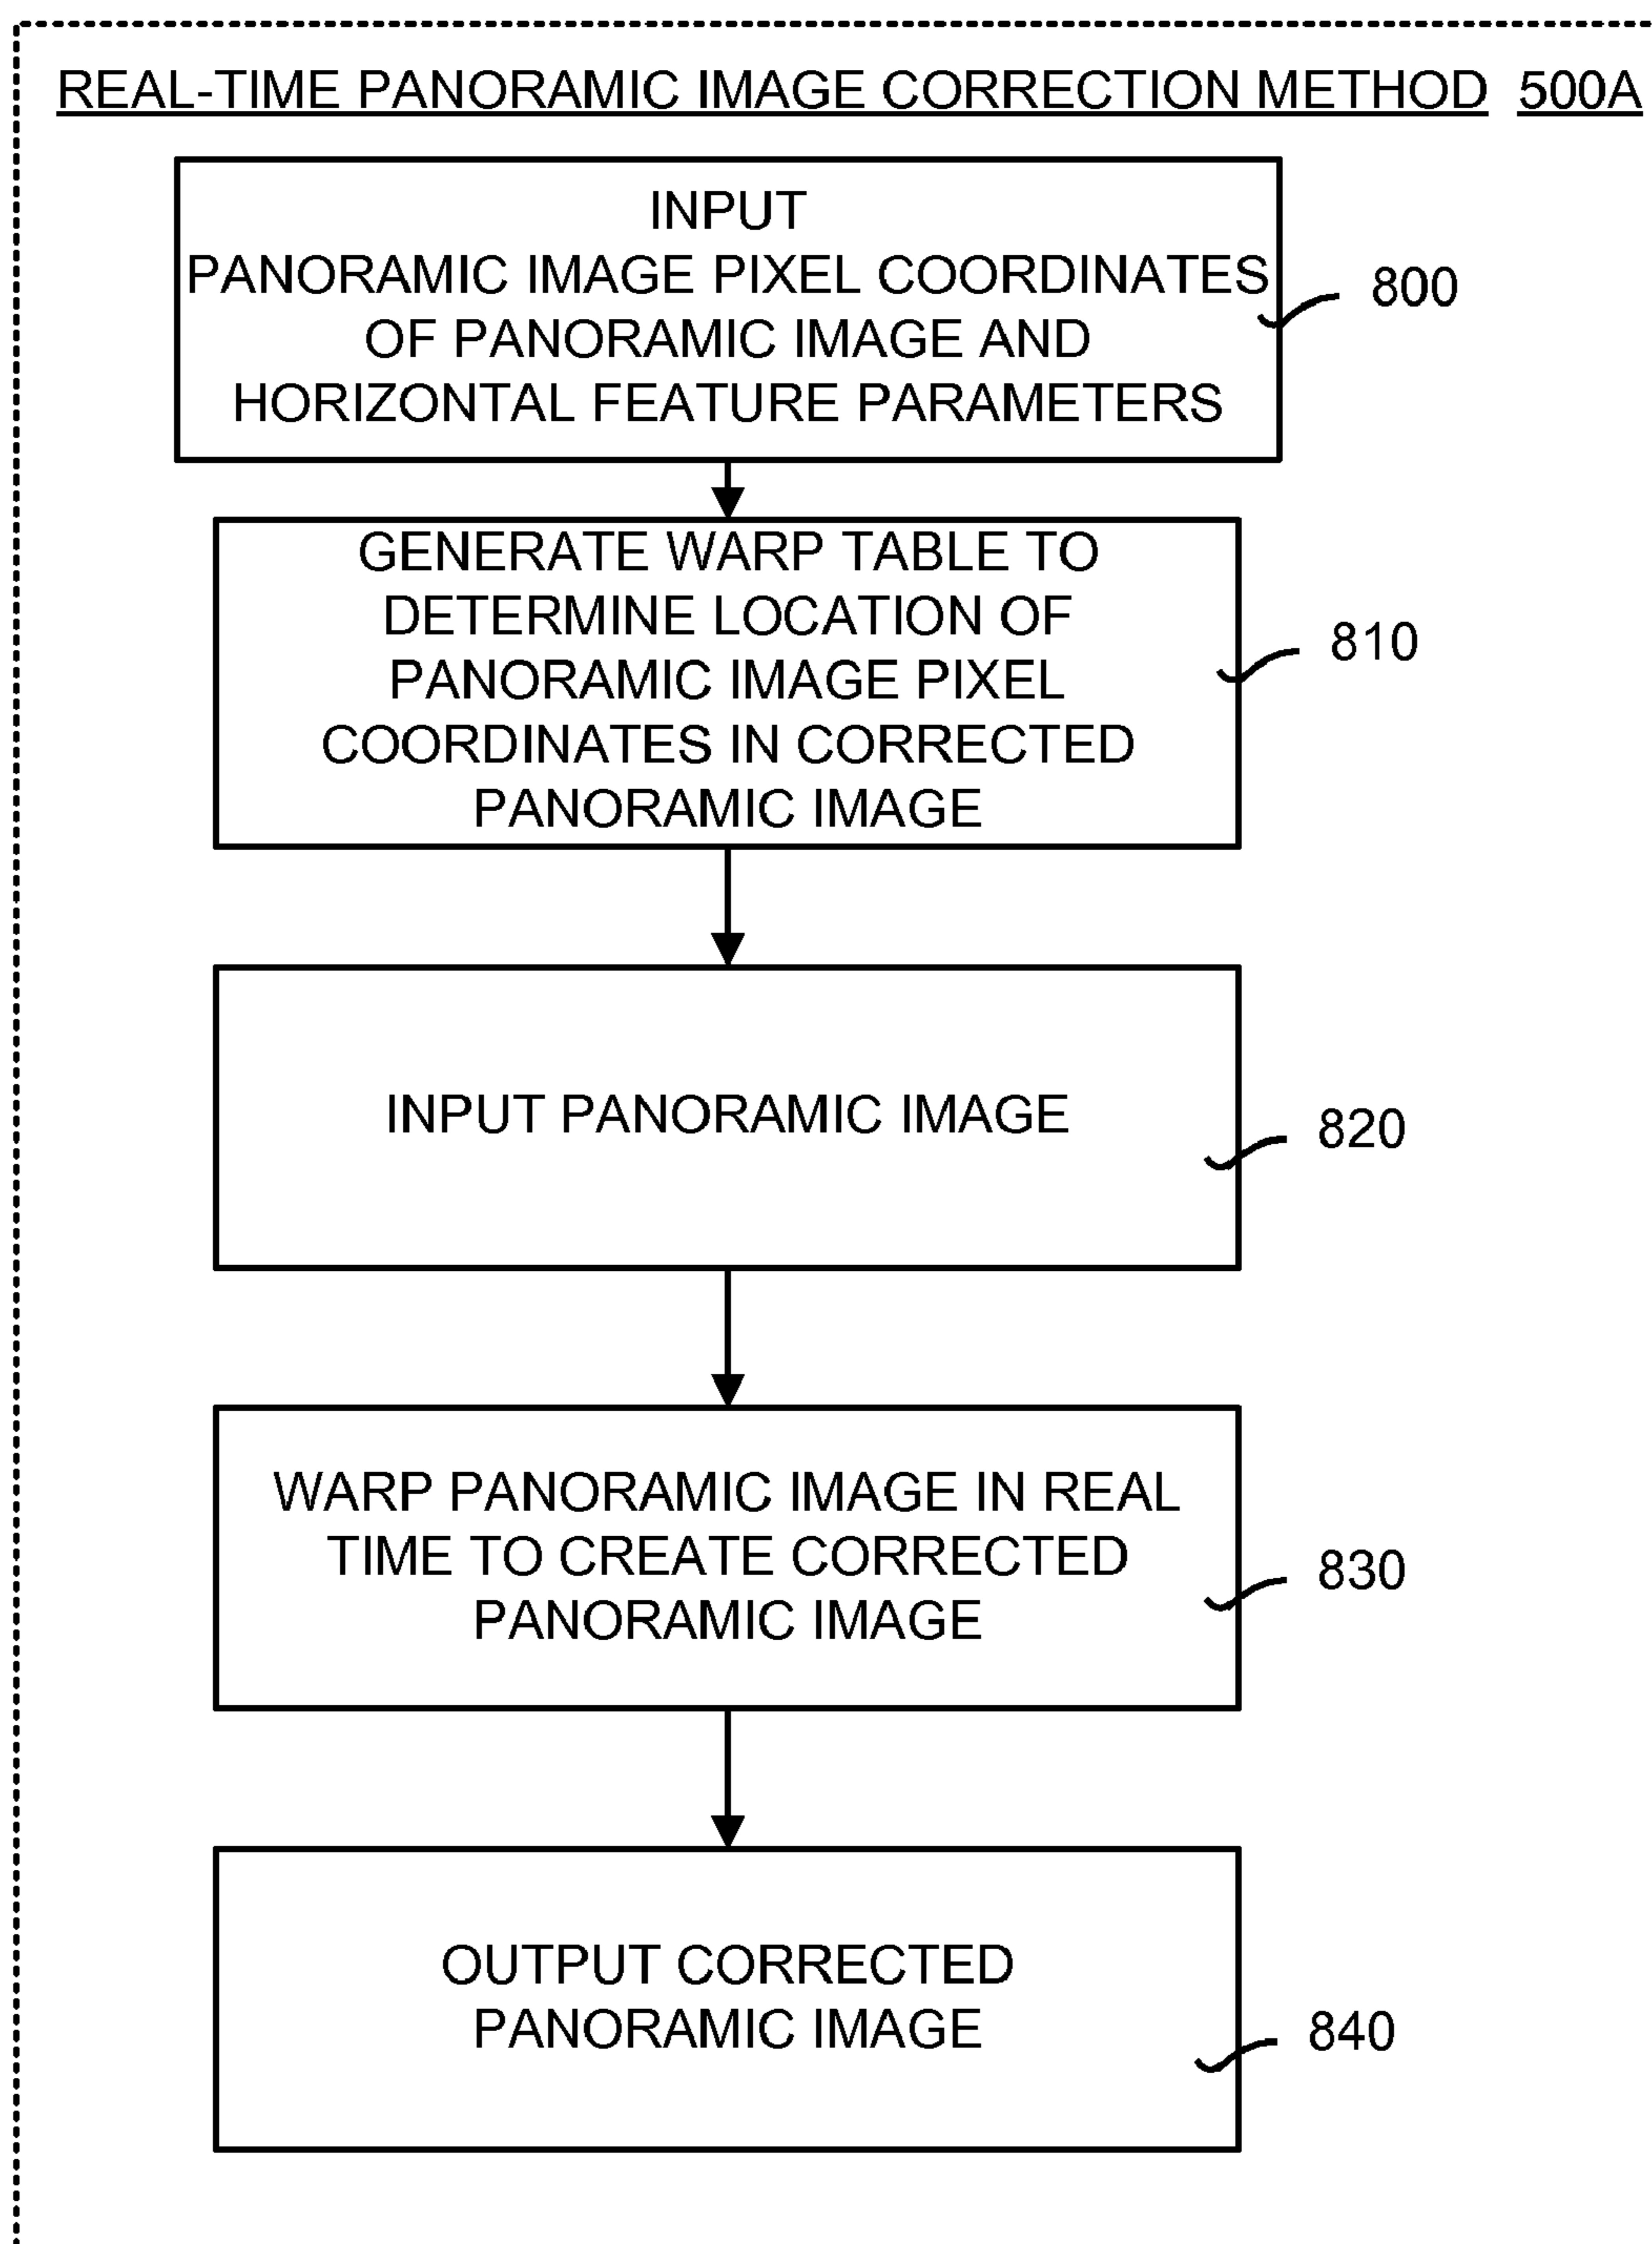 REAL-TIME PANORAMIC IMAGE CORRECTION METHOD 500A
INPUT
PANORAMIC IMAGE PIXEL COORDINATES
OF PANORAMIC IMAGE AND
HORIZONTAL FEATURE PARAMETERS
800
GENERATE WARP TABLE TO
DETERMINE LOCATION OF
PANORAMIC IMAGE PIXEL
COORDINATES IN CORRECTED
PANORAMIC IMAGE
810
INPUT PANORAMIC IMAGE
820
WARP PANORAMIC IMAGE IN REAL
TIME TO CREATE CORRECTED
PANORAMIC IMAGE
830
OUTPUT CORRECTED
PANORAMIC IMAGE
840